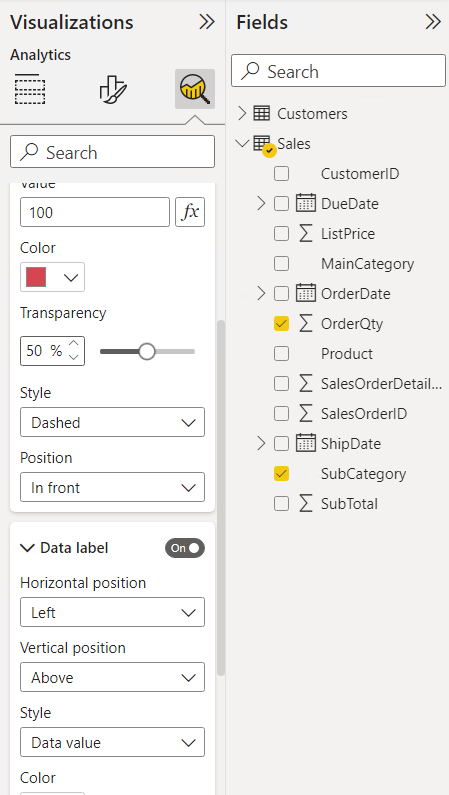 Visualizations
Analytics
Search
Value
100
fx
Color
Transparency
50 %
Style
Dashed
Position
In front
Data label
On
Horizontal position
Left
Vertical position
Above
Style
Data value
Color
Fields
Search
Customers
Sales
CustomerID
DueDate
ListPrice
MainCategory
OrderDate
OrderQty
Product
SalesOrderDetail...
SalesOrderID
ShipDate
SubCategory
SubTotal